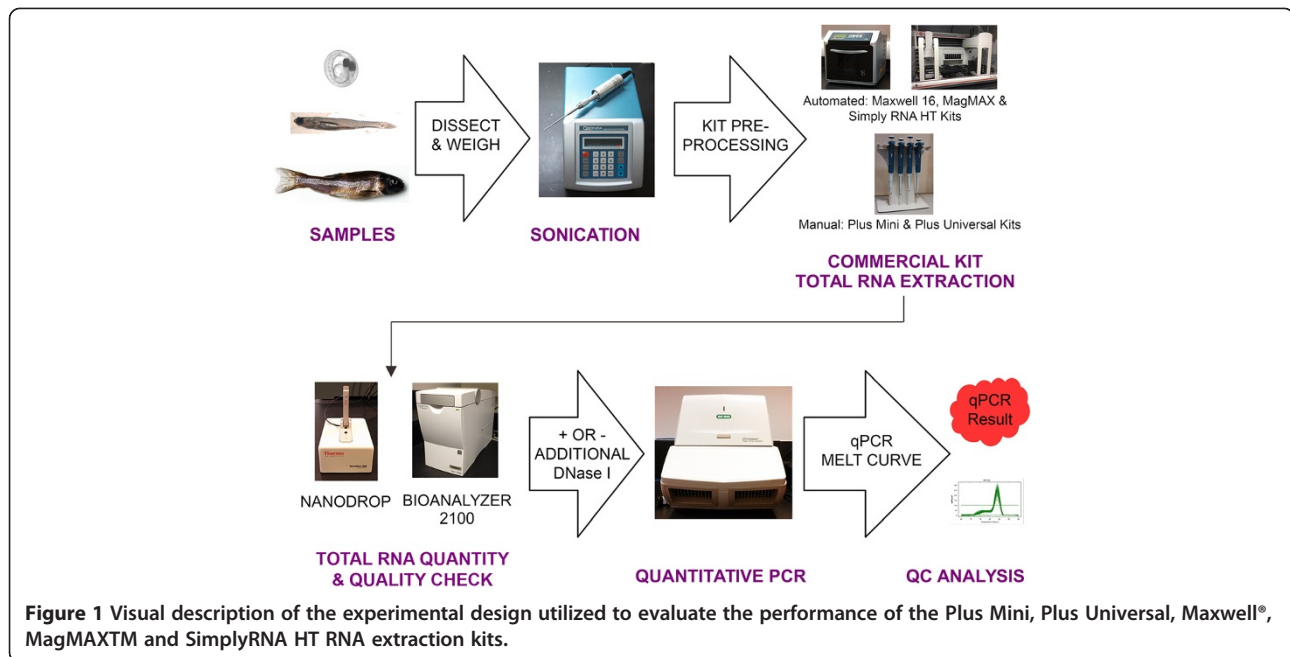 DISSECT
& WEIGH
KIT PRE-
PROCESSING
Automated: Maxwell 16, MagMAX &
Simply RNA HT Kits
Manual: Plus Mini & Plus Universal Kits
SAMPLES
SONICATION
COMMERCIAL KIT
TOTAL RNA EXTRACTION
NANODROP
BIOANALYZER
2100
+ OR -
ADDITIONAL
DNase I
qPCR
MELT CURVE
qPCR
Result
TOTAL RNA QUANTITY
& QUALITY CHECK
QUANTITATIVE PCR
QC ANALYSIS
Figure 1 Visual description of the experimental design utilized to evaluate the performance of the Plus Mini, Plus Universal, Maxwell®,
MagMAXTM and SimplyRNA HT RNA extraction kits.